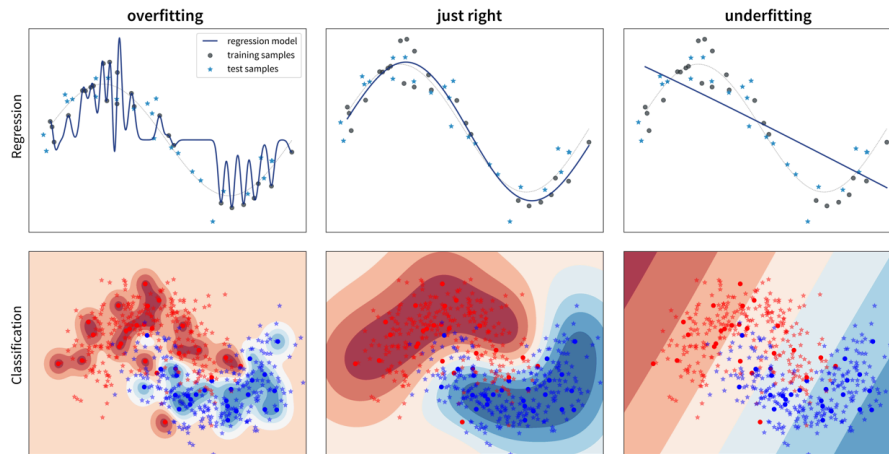 overfitting
just right
underfitting
Regression
regression model
training samples
test samples
Classification